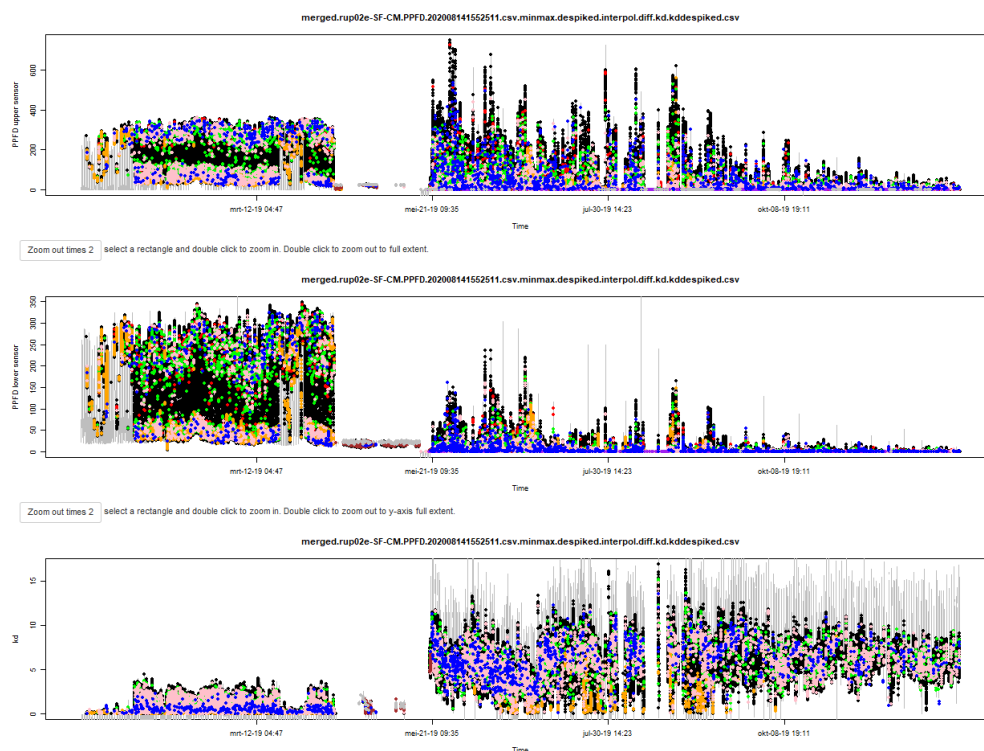 merged.rup02e-SF-CM.PPFD.202008141552511.csv.minmax.despiked.interpol.diff.kd.kddespiked.csv
PPFD upper sensor
600
400
200
0
mrt-12-19 04:47 mei-21-19 09:35 jul-30-19 14:23 okt-08-19 19:11
Time
Zoom out times 2 select a rectangle and double click to zoom in. Double click to zoom out to full extent.
merged.rup02e-SF-CM.PPFD.202008141552511.csv.minmax.despiked.interpol.diff.kd.kddespiked.csv
PPFD lower sensor
350
300
250
200
150
100
50
0
mrt-12-19 04:47 mei-21-19 09:35 jul-30-19 14:23 okt-08-19 19:11
Time
Zoom out times 2 select a rectangle and double click to zoom in. Double click to zoom out to y-axis full extent.
merged.rup02e-SF-CM.PPFD.202008141552511.csv.minmax.despiked.interpol.diff.kd.kddespiked.csv
kd
15
10
5
0
mrt-12-19 04:47 mei-21-19 09:35 jul-30-19 14:23 okt-08-19 19:11
Time